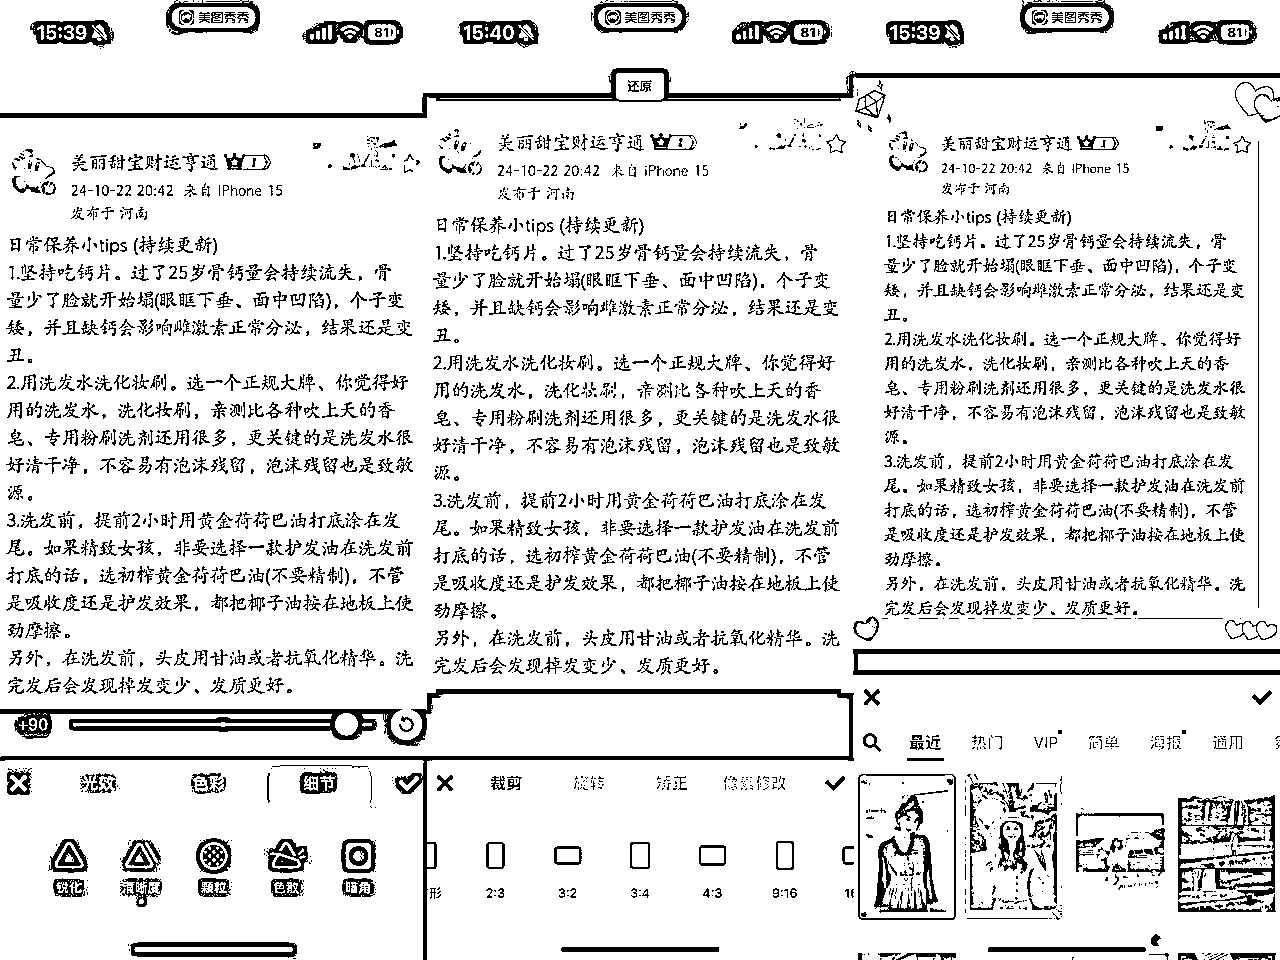 15:39
美图秀秀
81
美丽甜宝财运亨通
24-10-22 20:42 来自 iPhone 15
发布于 河南
日常保养小tips (持续更新)
1.坚持吃钙片。过了25岁骨钙量会持续流失，骨
量少了脸就开始塌(眼眶下垂、面中凹陷)，个子变
矮，并且缺钙会影响雌激素正常分泌，结果还是变
丑。
2.用洗发水洗化妆刷。选一个正规大牌、你觉得好
用的洗发水，洗化妆刷，亲测比各种吹上天的香
皂、专用粉刷洗剂还用很多，更关键的是洗发水很
好清干净，不容易有泡沫残留，泡沫残留也是致敏
源。
3.洗发前，提前2小时用黄金荷荷巴油打底涂在发
尾。如果精致女孩，非要选择一款护发油在洗发前
打底的话，选初榨黄金荷荷巴油(不要精制)，不管
是吸收度还是护发效果，都把椰子油按在地板上使
劲摩擦。
另外，在洗发前，头皮用甘油或者抗氧化精华。洗
完发后会发现掉发变少、发质更好。
+90
光效 色彩 细节
锐化 清晰度 颗粒 色散 暗角
15:40
美图秀秀
81
还原
美丽甜宝财运亨通
24-10-22 20:42 来自 iPhone 15
发布于 河南
日常保养小tips (持续更新)
1.坚持吃钙片。过了25岁骨钙量会持续流失，骨
量少了脸就开始塌(眼眶下垂、面中凹陷)，个子变
矮，并且缺钙会影响雌激素正常分泌，结果还是变
丑。
2.用洗发水洗化妆刷。选一个正规大牌、你觉得好
用的洗发水，洗化妆刷，亲测比各种吹上天的香
皂、专用粉刷洗剂还用很多，更关键的是洗发水很
好清干净，不容易有泡沫残留，泡沫残留也是致敏
源。
3.洗发前，提前2小时用黄金荷荷巴油打底涂在发
尾。如果精致女孩，非要选择一款护发油在洗发前
打底的话，选初榨黄金荷荷巴油(不要精制)，不管
是吸收度还是护发效果，都把椰子油按在地板上使
劲摩擦。
另外，在洗发前，头皮用甘油或者抗氧化精华。洗
完发后会发现掉发变少、发质更好。
裁剪 旋转 矫正 像素修改
形 2:3 3:2 3:4 4:3 9:16
15:39
美图秀秀
81
美丽甜宝财运亨通
24-10-22 20:42 来自 iPhone 15
发布于 河南
日常保养小tips (持续更新)
1.坚持吃钙片。过了25岁骨钙量会持续流失，骨
量少了脸就开始塌(眼眶下垂、面中凹陷)，个子变
矮，并且缺钙会影响雌激素正常分泌，结果还是变
丑。
2.用洗发水洗化妆刷。选一个正规大牌、你觉得好
用的洗发水，洗化妆刷，亲测比各种吹上天的香
皂、专用粉刷洗剂还用很多，更关键的是洗发水很
好清干净，不容易有泡沫残留，泡沫残留也是致敏
源。
3.洗发前，提前2小时用黄金荷荷巴油打底涂在发
尾。如果精致女孩，非要选择一款护发油在洗发前
打底的话，选初榨黄金荷荷巴油(不要精制)，不管
是吸收度还是护发效果，都把椰子油按在地板上使
劲摩擦。
另外，在洗发前，头皮用甘油或者抗氧化精华。洗
完发后会发现掉发变少、发质更好。
最近 热门 VIP 简单 海报 通用